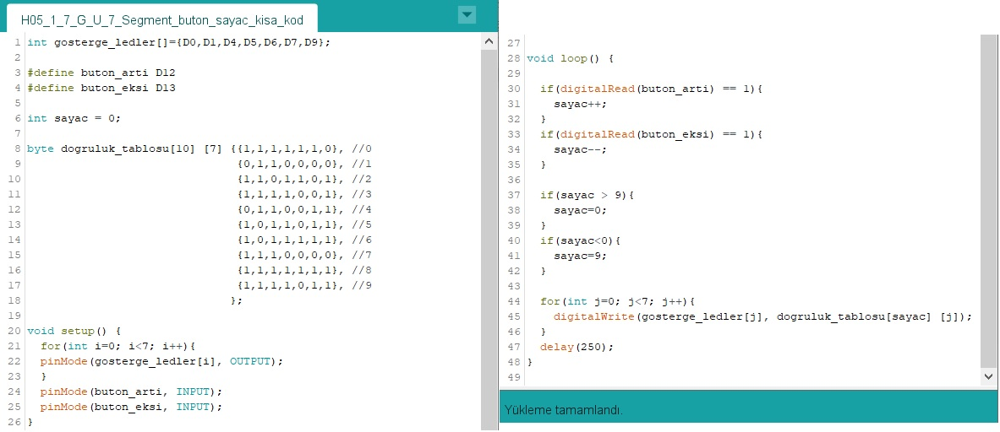 H05_1_7_G_U_7_Segment_buton_sayac_kisa_kod
1 int gosterge_ledler[]={D0,D1,D4,D5,D6,D7,D9};
2
3 #define buton_arti D12
4 #define buton_eksi D13
5
6 int sayac = 0;
7
8 byte dogruluk_tablosu[10] [7] {{1,1,1,1,1,1,0}, //0
9 {0,1,1,0,0,0,0}, //1
10 {1,1,0,1,1,0,1}, //2
11 {1,1,1,1,0,0,1}, //3
12 {0,1,1,0,0,1,1}, //4
13 {1,0,1,1,0,1,1}, //5
14 {1,0,1,1,1,1,1}, //6
15 {1,1,1,0,0,0,0}, //7
16 {1,1,1,1,1,1,1}, //8
17 {1,1,1,1,0,1,1}, //9
18 };
19
20 void setup() {
21 for(int i=0; i<7; i++){
22 pinMode(gosterge_ledler[i], OUTPUT);
23 }
24 pinMode(buton_arti, INPUT);
25 pinMode(buton_eksi, INPUT);
26 }
27
28 void loop() {
29
30 if(digitalRead(buton_arti) == 1){
31 sayac++;
32 }
33 if(digitalRead(buton_eksi) == 1){
34 sayac--;
35 }
36
37 if(sayac > 9){
38 sayac=0;
39 }
40 if(sayac<0){
41 sayac=9;
42 }
43
44 for(int j=0; j<7; j++){
45 digitalWrite(gosterge_ledler[j], dogruluk_tablosu[sayac] [j]);
46 }
47 delay(250);
48 }
49
Yükleme tamamlandı.